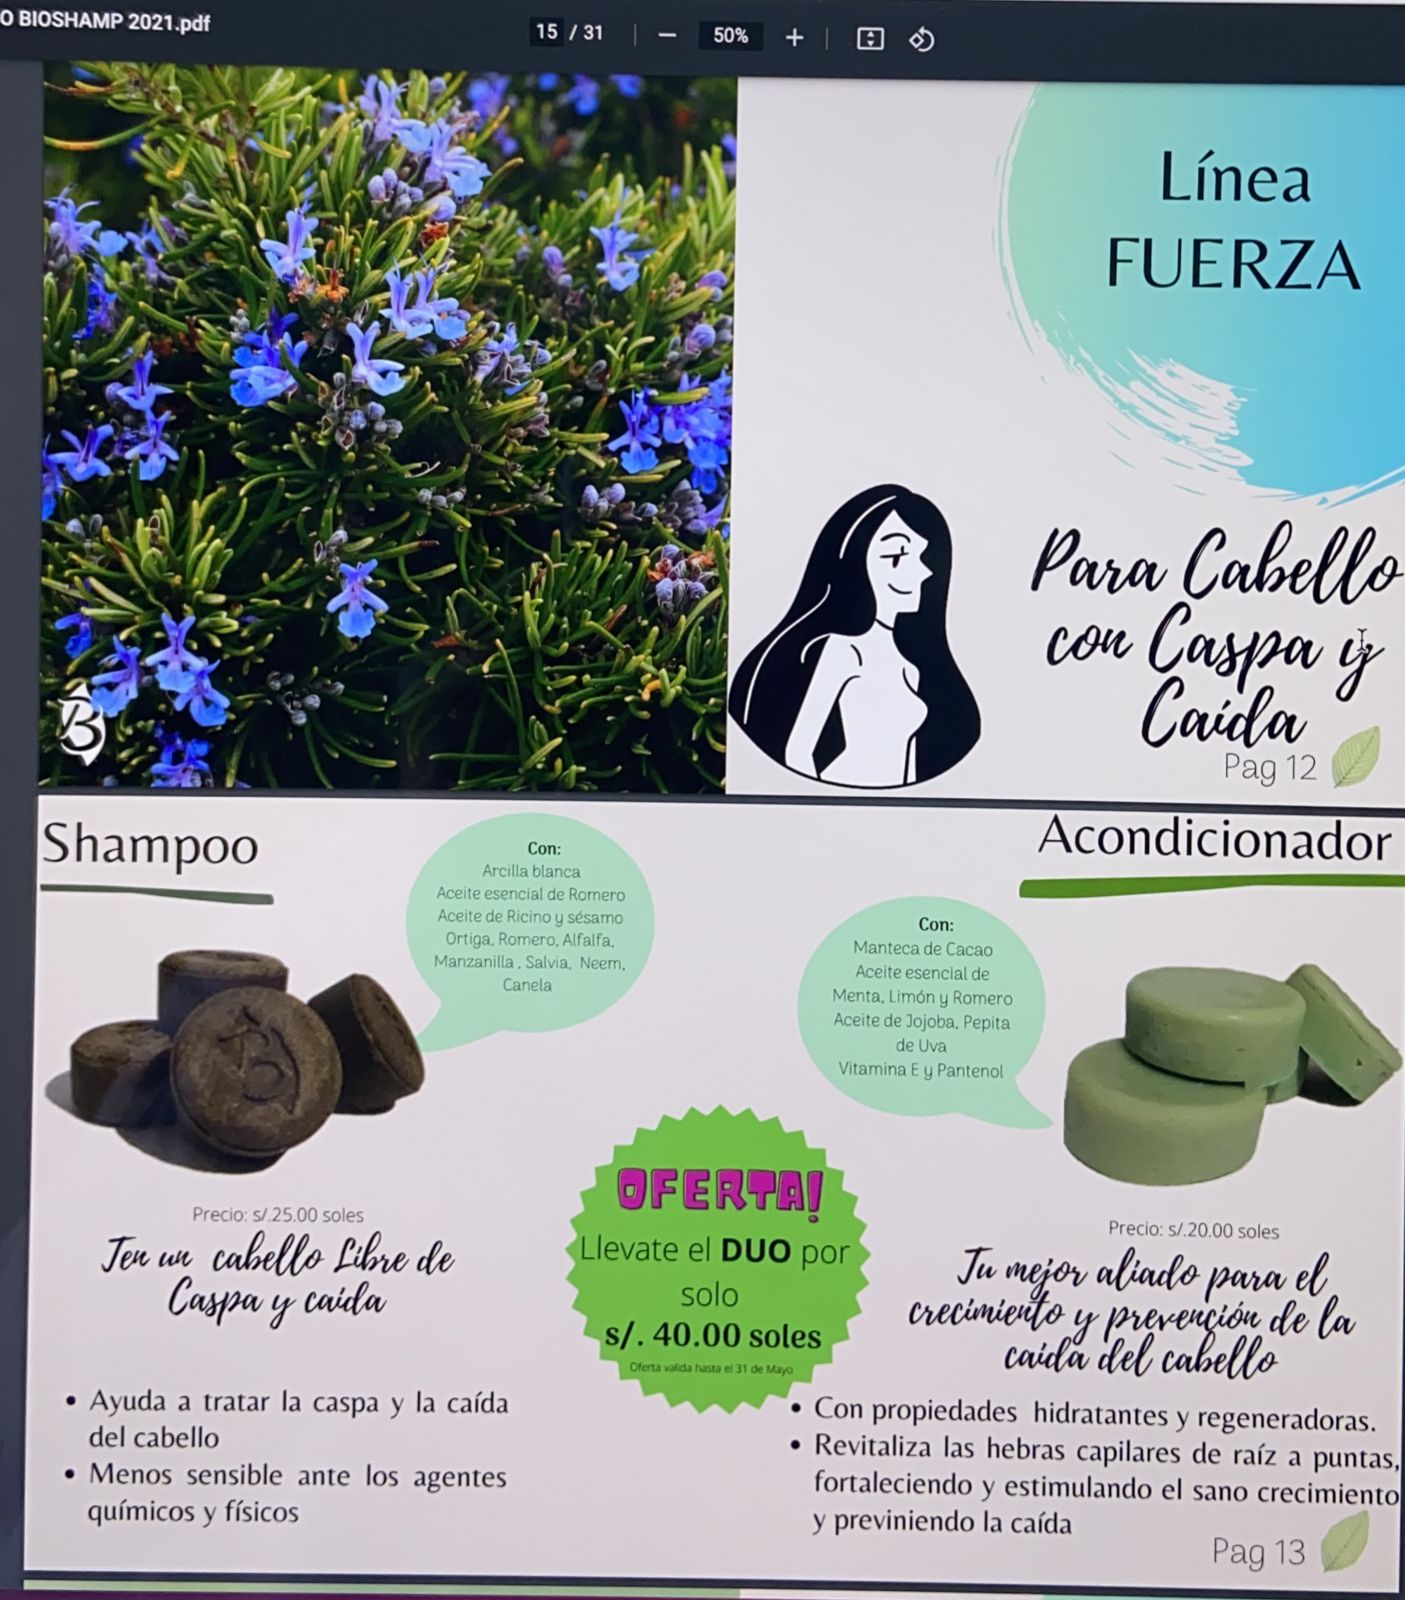 O BIOSHAMP 2021.pdf
15 / 31
50%
Línea
FUERZA
Para Cabello
con Caspa y
Caída
Pag 12
Shampoo
Con:
Arcilla blanca
Aceite esencial de Romero
Aceite de Ricino y sésamo
Ortiga, Romero, Alfalfa,
Manzanilla , Salvia, Neem,
Canela
Precio: s/.25.00 soles
Ten un cabello Libre de
Caspa y caída
• Ayuda a tratar la caspa y la caída
del cabello
• Menos sensible ante los agentes
químicos y físicos
OFERTA!
Llevate el DUO por
solo
s/. 40.00 soles
Oferta valida hasta el 31 de Mayo
Acondicionador
Con:
Manteca de Cacao
Aceite esencial de
Menta, Limón y Romero
Aceite de Jojoba, Pepita
de Uva
Vitamina E y Pantenol
Precio: s/.20.00 soles
Tu mejor aliado para el
crecimiento y prevención de la
caída del cabello
• Con propiedades hidratantes y regeneradoras.
• Revitaliza las hebras capilares de raíz a puntas,
fortaleciendo y estimulando el sano crecimiento
y previniendo la caída
Pag 13